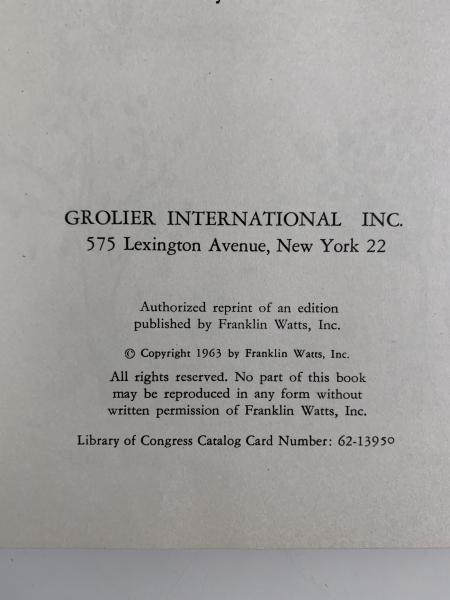 GROLIER INTERNATIONAL INC.
575 Lexington Avenue, New York 22
Authorized reprint of an edition
published by Franklin Watts, Inc.
© Copyright 1963 by Franklin Watts, Inc.
All rights reserved. No part of this book
may be reproduced in any form without
written permission of Franklin Watts, Inc.
Library of Congress Catalog Card Number: 62-13950